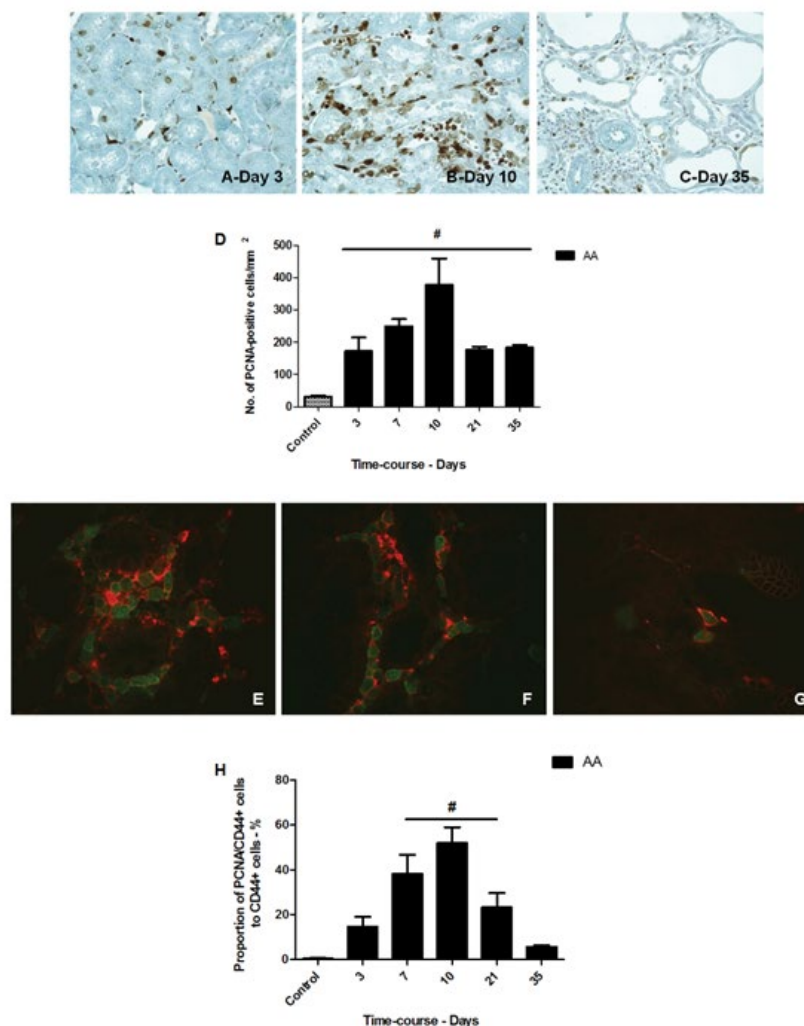 A-Day 3
B-Day 10
C-Day 35
D
#
AA
No. of PCNA-positive cells/mm²
500
400
300
200
100
0
Control
3
7
10
21
35
Time-course - Days
E
F
G
H
AA
#
Proportion of PCNA/CD44+ cells
to CD44+ cells - %
80
60
40
20
0
Control
3
7
10
21
35
Time-course - Days